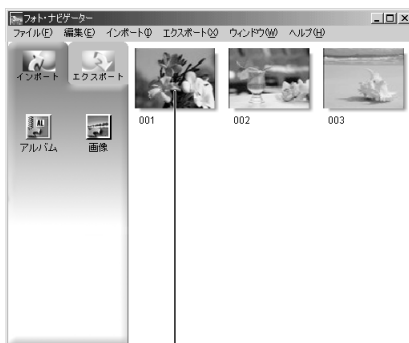 フォト・ナビゲーター
ファイル(F) 編集(E) インポート(I) エクスポート(X) ウィンドウ(W) ヘルプ(H)
インポート エクスポート
アルバム 画像
001 002 003